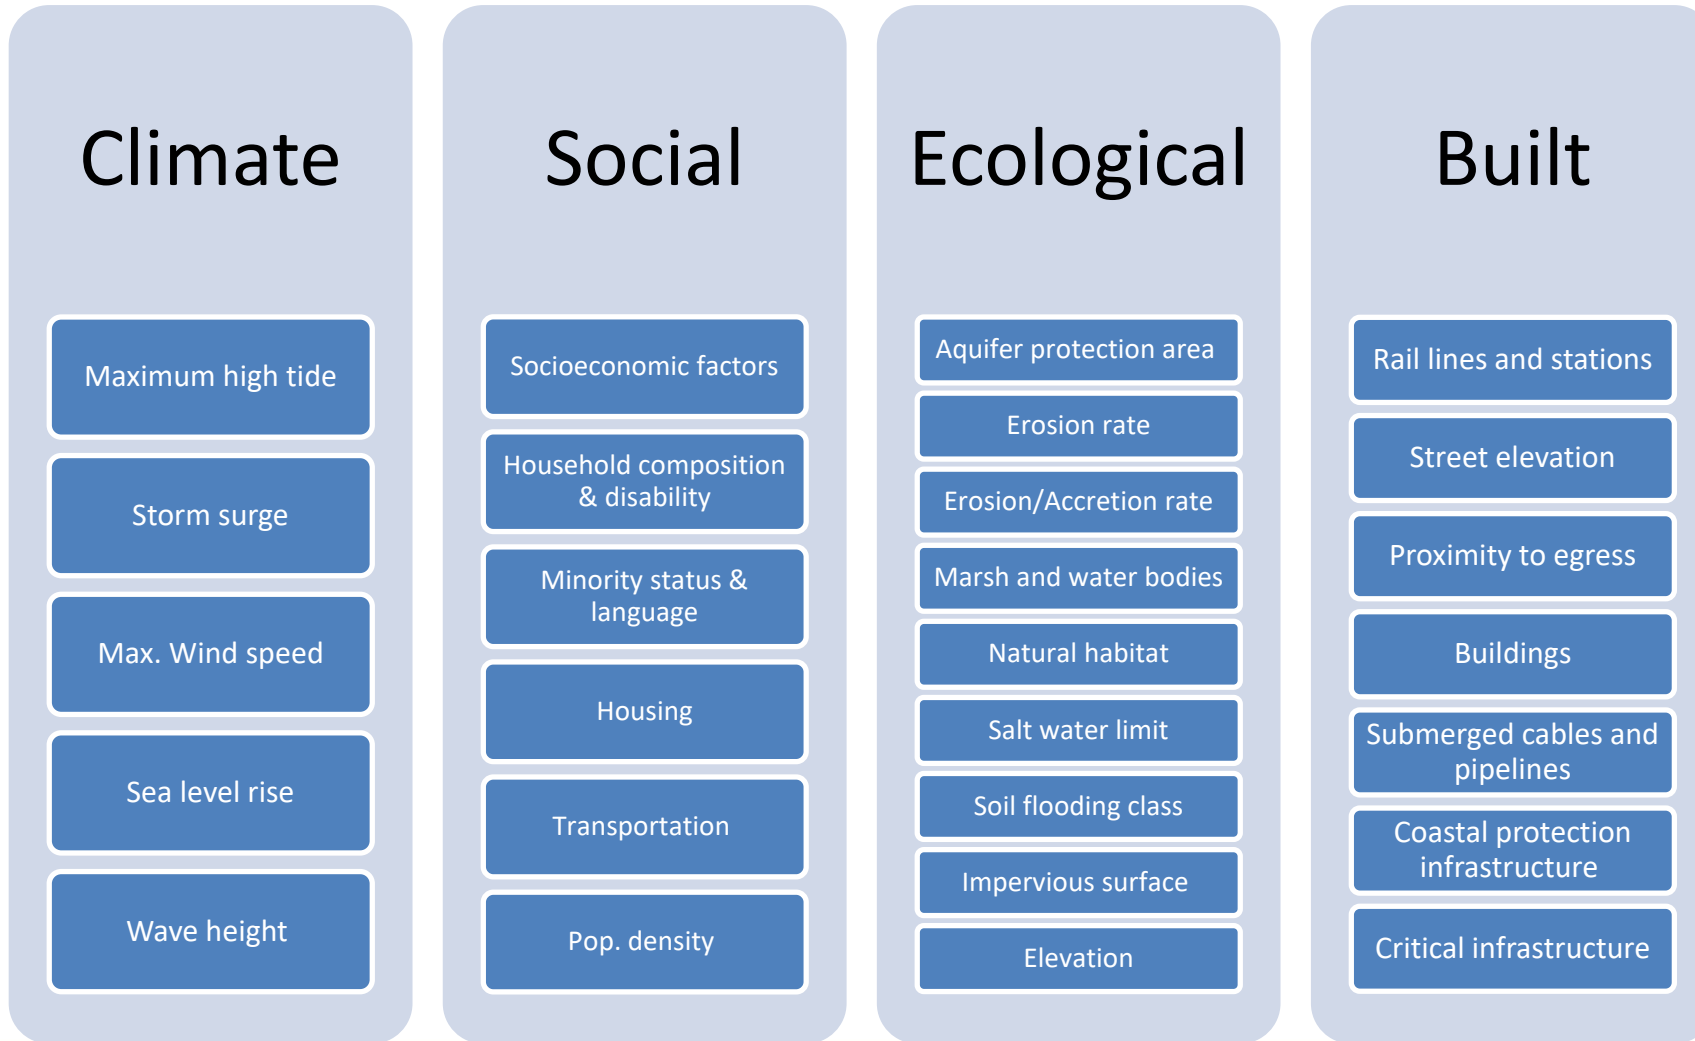 Climate
Maximum high tide
Storm surge
Max. Wind speed
Sea level rise
Wave height
Social
Socioeconomic factors
Household composition
& disability
Minority status &
language
Housing
Transportation
Pop. density
Ecological
Aquifer protection area
Erosion rate
Erosion/Accretion rate
Marsh and water bodies
Natural habitat
Salt water limit
Soil flooding class
Impervious surface
Elevation
Built
Rail lines and stations
Street elevation
Proximity to egress
Buildings
Submerged cables and
pipelines
Coastal protection
infrastructure
Critical infrastructure